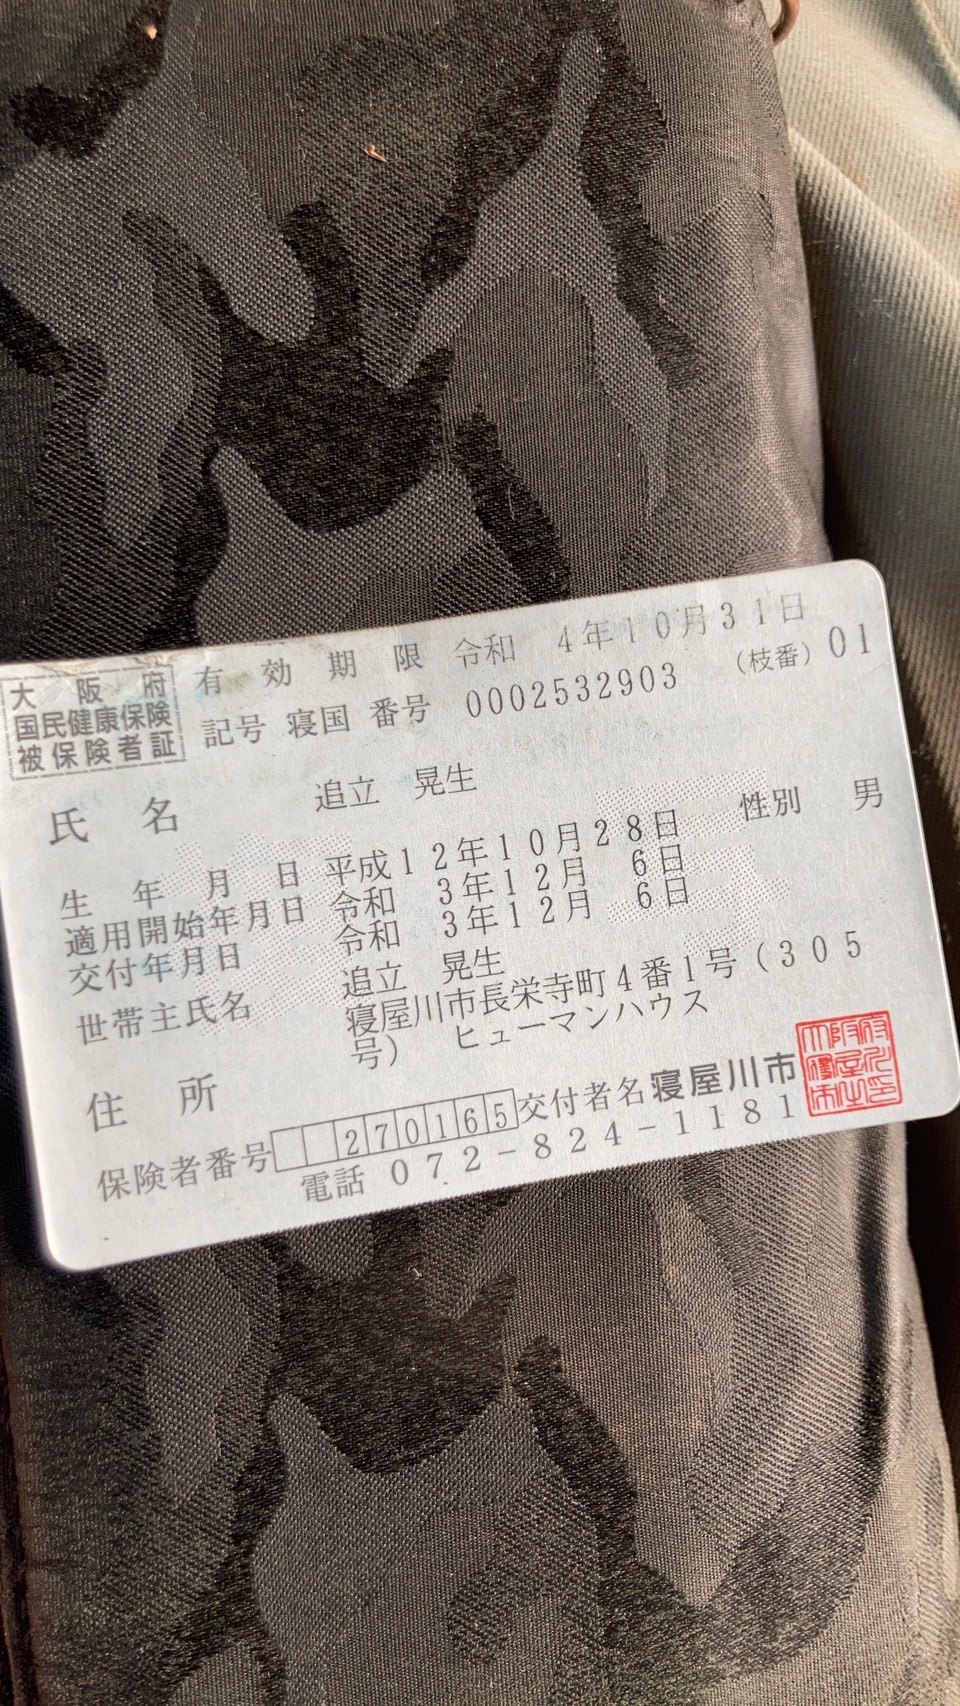 大阪府
国民健康保険
被保険者証
有効期限 令和 4年10月31日
記号 寝国 番号 0002532903 (枝番) 01
氏名 追立 晃生 性別 男
生年月日 平成12年10月28日
適用開始年月日 令和 3年12月 6日
交付年月日 令和 3年12月 6日
世帯主氏名 追立 晃生
住所 寝屋川市長栄寺町4番1号(305
号) ヒューマンハウス
保険者番号 270165 交付者名 寝屋川市
電話 072-824-1181